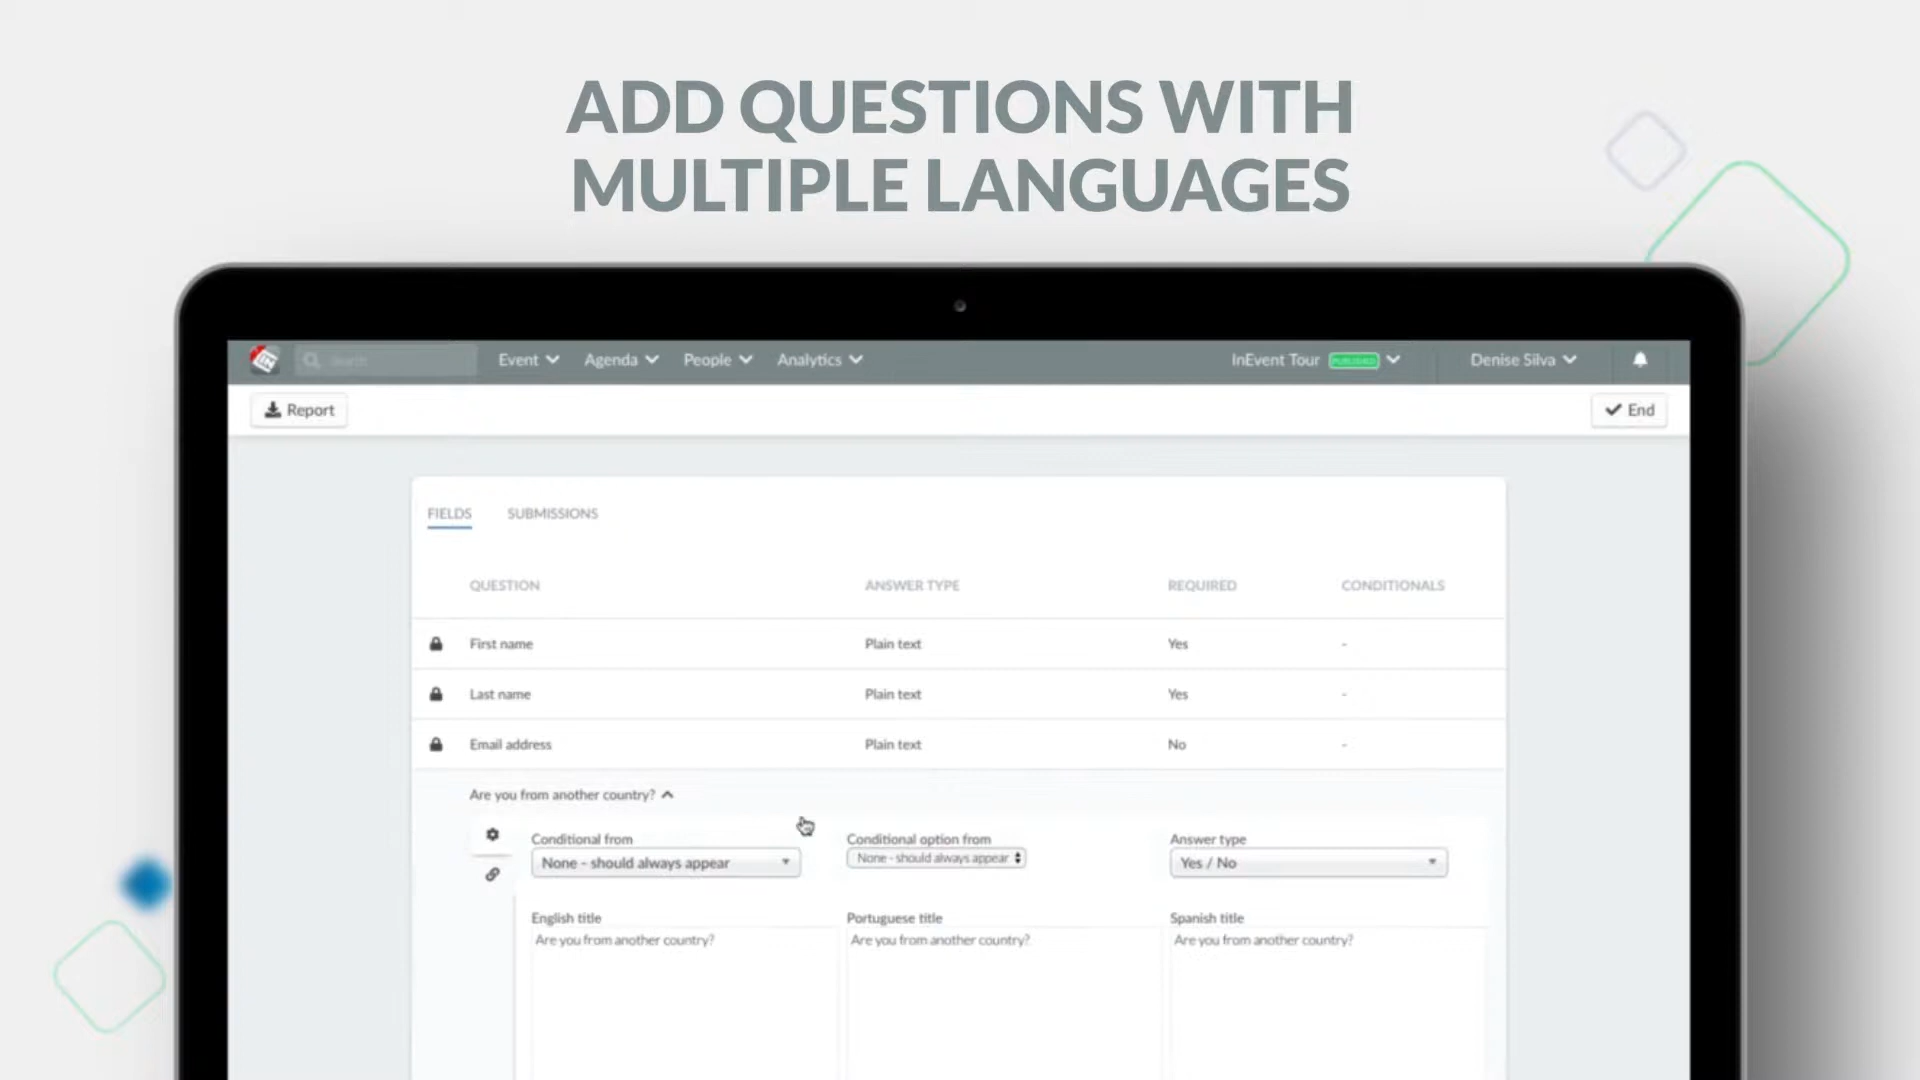 ADD QUESTIONS WITH
MULTIPLE LANGUAGES
Event Agenda People Analytics InEvent Tour Denise Silva
Report End
FIELDS SUBMISSIONS
QUESTION ANSWER TYPE REQUIRED CONDITIONALS
First name Plain text Yes -
Last name Plain text Yes -
Email address Plain text No -
Are you from another country?
Conditional from Conditional option from Answer type
None - should always appear None - should always appear Yes / No
English title Portuguese title Spanish title
Are you from another country? Are you from another country? Are you from another country?